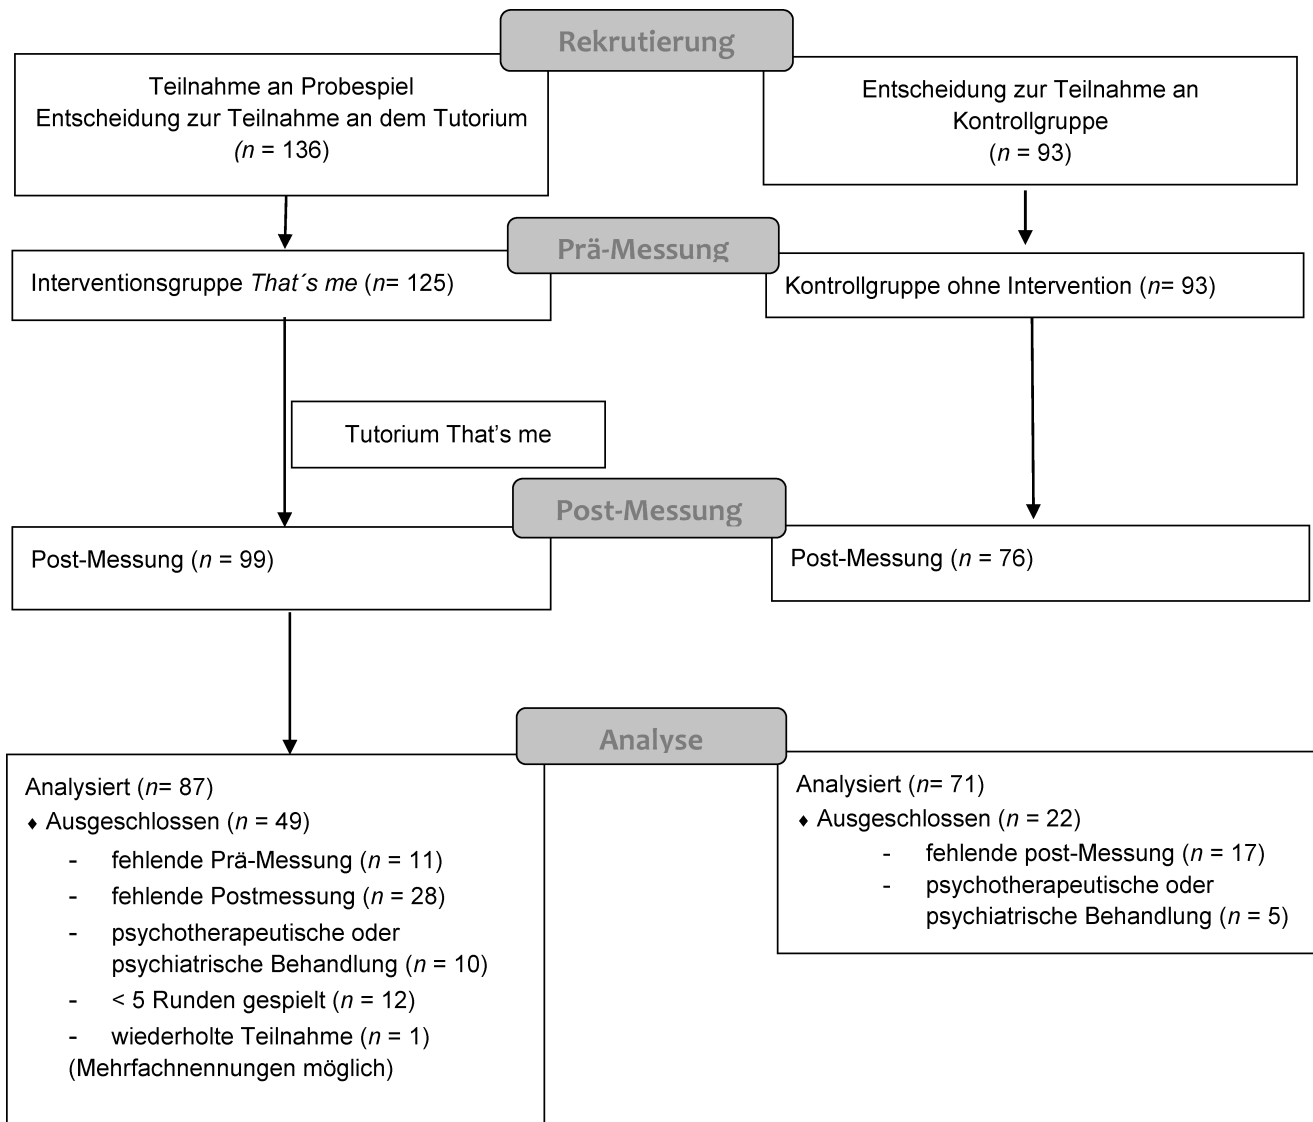 Rekrutierung
Teilnahme an Probespiel
Entscheidung zur Teilnahme an dem Tutorium
(n = 136)
Entscheidung zur Teilnahme an
Kontrollgruppe
(n = 93)
Prä-Messung
Interventionsgruppe That´s me (n= 125)
Kontrollgruppe ohne Intervention (n= 93)
Tutorium That’s me
Post-Messung
Post-Messung (n = 99)
Post-Messung (n = 76)
Analyse
Analysiert (n= 87)
♦ Ausgeschlossen (n = 49)
- fehlende Prä-Messung (n = 11)
- fehlende Postmessung (n = 28)
- psychotherapeutische oder
psychiatrische Behandlung (n = 10)
- < 5 Runden gespielt (n = 12)
- wiederholte Teilnahme (n = 1)
(Mehrfachnennungen möglich)
Analysiert (n= 71)
♦ Ausgeschlossen (n = 22)
- fehlende post-Messung (n = 17)
- psychotherapeutische oder
psychiatrische Behandlung (n = 5)